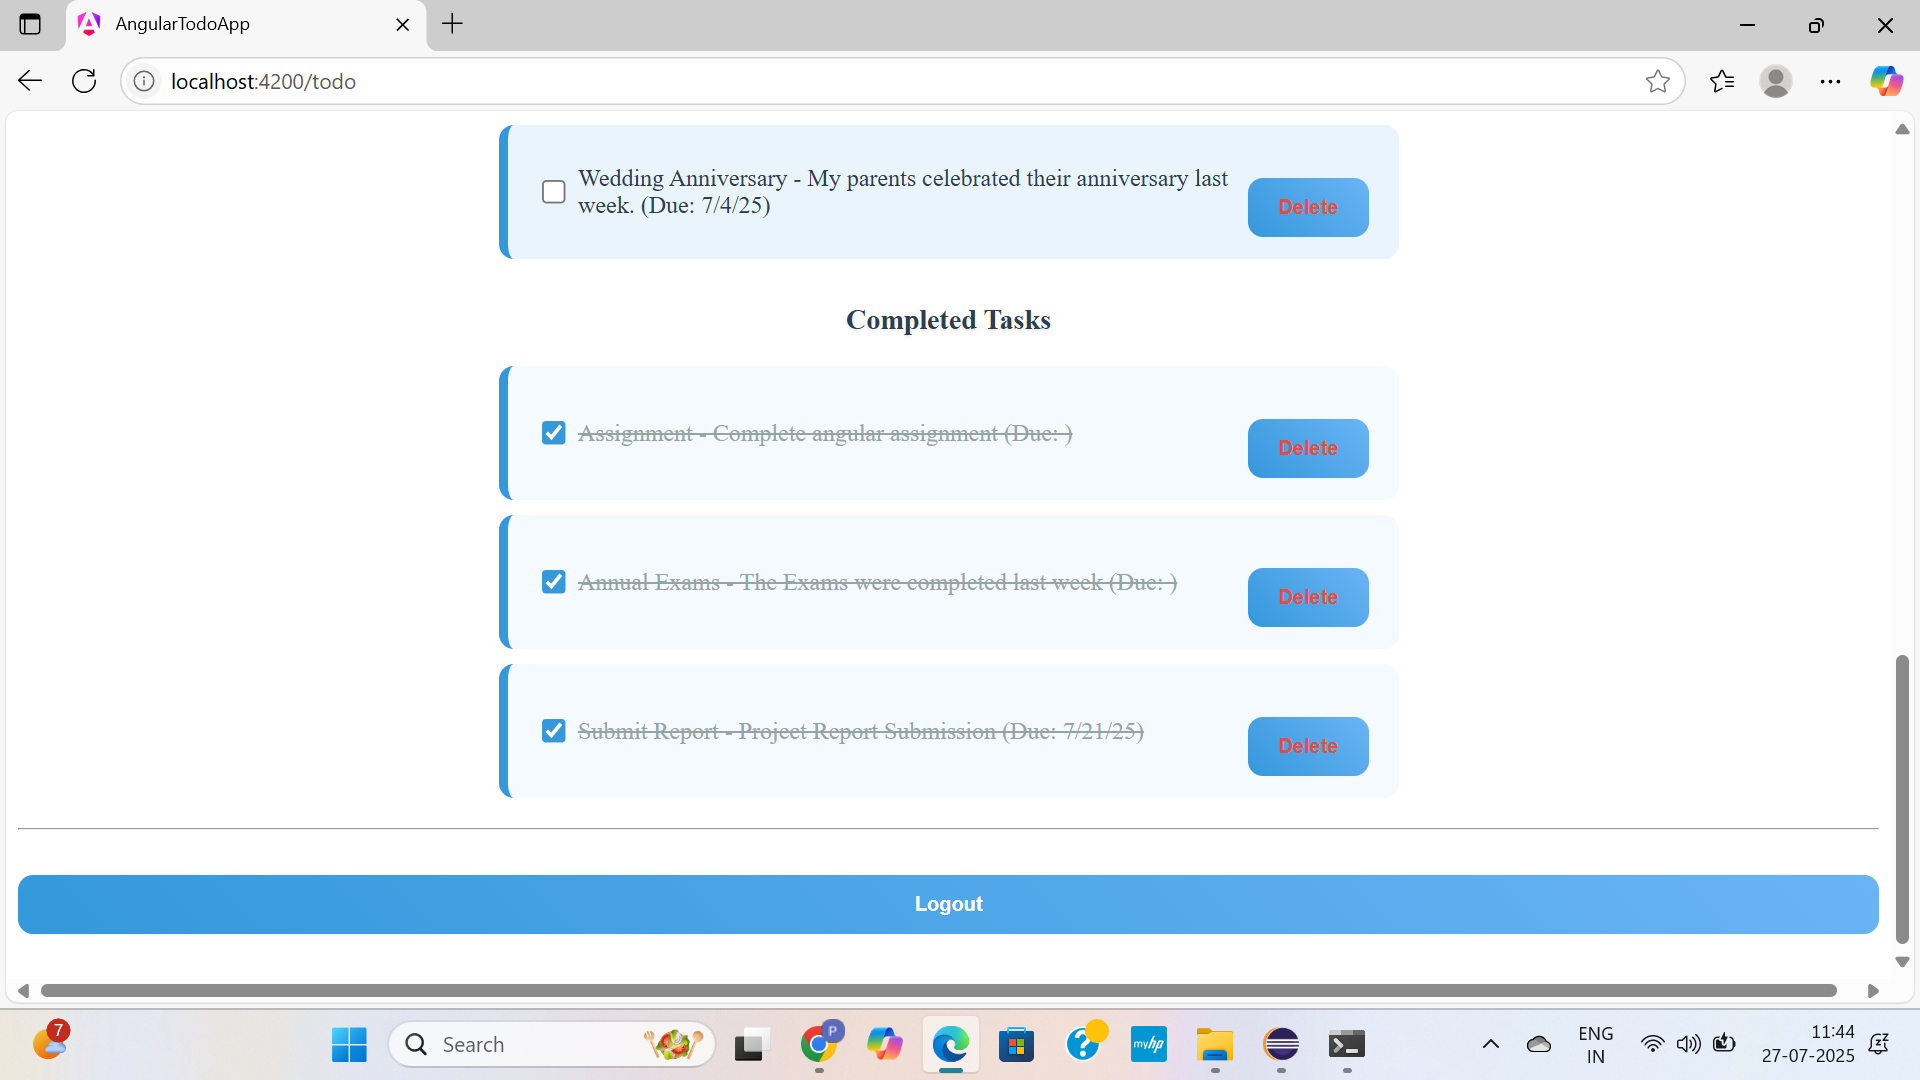 AngularTodoApp
localhost:4200/todo
Wedding Anniversary - My parents celebrated their anniversary last
week. (Due: 7/4/25)
Delete
Completed Tasks
Assignment - Complete angular assignment (Due: )
Delete
Annual Exams - The Exams were completed last week (Due: )
Delete
Submit Report - Project Report Submission (Due: 7/21/25)
Delete
Logout
7
Search
P
myhp
ENG
IN
11:44
27-07-2025